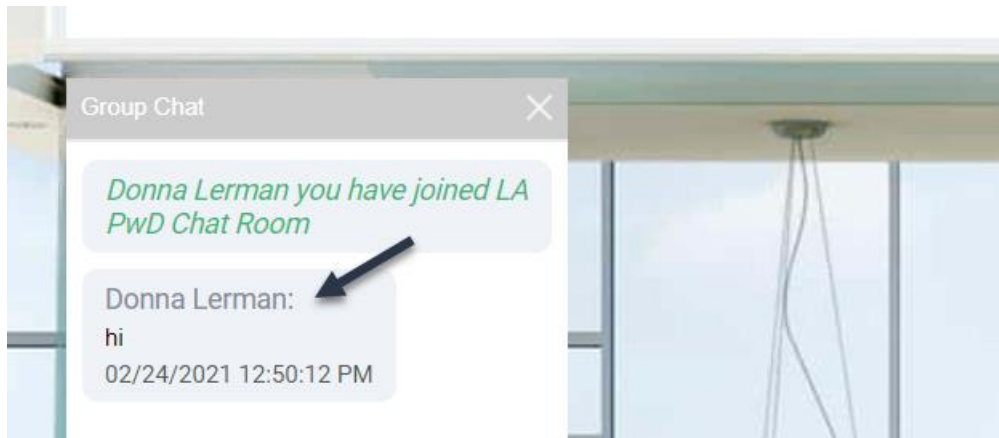 Group Chat
Donna Lerman you have joined LA
PwD Chat Room
Donna Lerman:
hi
02/24/2021 12:50:12 PM